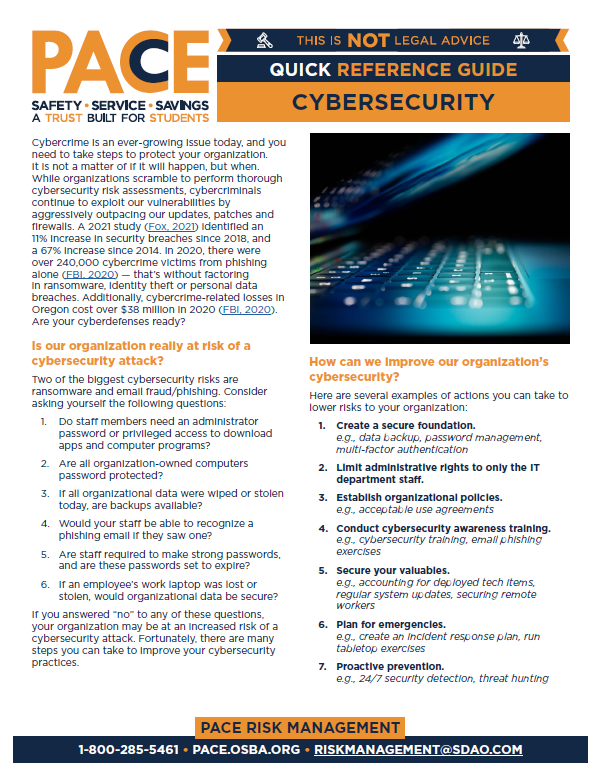 PACE
SAFETY • SERVICE • SAVINGS
A TRUST BUILT FOR STUDENTS
THIS IS NOT LEGAL ADVICE
QUICK REFERENCE GUIDE
CYBERSECURITY
Cybercrime is an ever-growing issue today, and you
need to take steps to protect your organization.
It is not a matter of if it will happen, but when.
While organizations scramble to perform thorough
cybersecurity risk assessments, cybercriminals
continue to exploit our vulnerabilities by
aggressively outpacing our updates, patches and
firewalls. A 2021 study (Fox, 2021) identified an
11% increase in security breaches since 2018, and
a 67% increase since 2014. In 2020, there were
over 240,000 cybercrime victims from phishing
alone (FBI, 2020) — that's without factoring
in ransomware, identity theft or personal data
breaches. Additionally, cybercrime-related losses in
Oregon cost over $38 million in 2020 (FBI, 2020).
Are your cyberdefenses ready?
Is our organization really at risk of a
cybersecurity attack?
Two of the biggest cybersecurity risks are
ransomware and email fraud/phishing. Consider
asking yourself the following questions:
1. Do staff members need an administrator
password or privileged access to download
apps and computer programs?
2. Are all organization-owned computers
password protected?
3. If all organizational data were wiped or stolen
today, are backups available?
4. Would your staff be able to recognize a
phishing email if they saw one?
5. Are staff required to make strong passwords,
and are these passwords set to expire?
6. If an employee's work laptop was lost or
stolen, would organizational data be secure?
If you answered "no" to any of these questions,
your organization may be at an increased risk of a
cybersecurity attack. Fortunately, there are many
steps you can take to improve your cybersecurity
practices.
How can we improve our organization's
cybersecurity?
Here are several examples of actions you can take to
lower risks to your organization:
1. Create a secure foundation.
e.g., data backup, password management,
multi-factor authentication
2. Limit administrative rights to only the IT
department staff.
3. Establish organizational policies.
e.g., acceptable use agreements
4. Conduct cybersecurity awareness training.
e.g., cybersecurity training, email phishing
exercises
5. Secure your valuables.
e.g., accounting for deployed tech items,
regular system updates, securing remote
workers
6. Plan for emergencies.
e.g., create an incident response plan, run
tabletop exercises
7. Proactive prevention.
e.g., 24/7 security detection, threat hunting
PACE RISK MANAGEMENT
1-800-285-5461 • PACE.OSBA.ORG • RISKMANAGEMENT@SDAO.COM